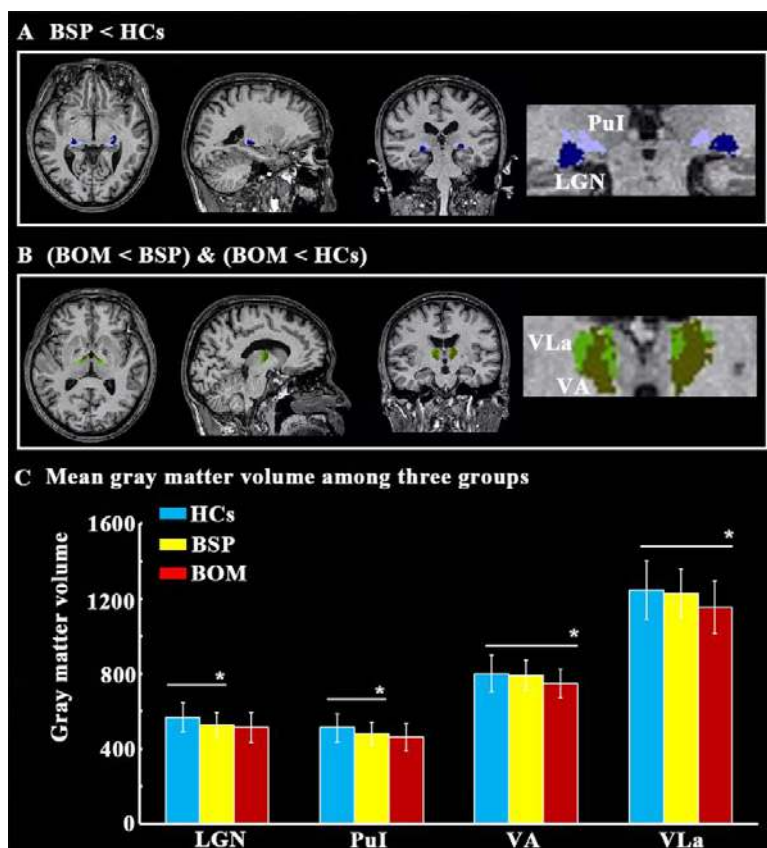 A BSP < HCs
PuI
LGN
B (BOM < BSP) & (BOM < HCs)
VLa
VA
C Mean gray matter volume among three groups
Gray matter volume
1600
1200
800
400
0
HCs
BSP
BOM
*
*
*
*
LGN PuI VA VLa